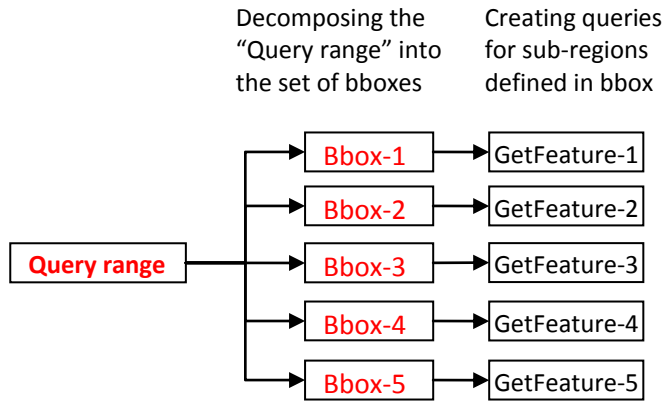 Decomposing the
“Query range” into
the set of bboxes
Creating queries
for sub-regions
defined in bbox
Query range
Bbox-1
GetFeature-1
Bbox-2
GetFeature-2
Bbox-3
GetFeature-3
Bbox-4
GetFeature-4
Bbox-5
GetFeature-5